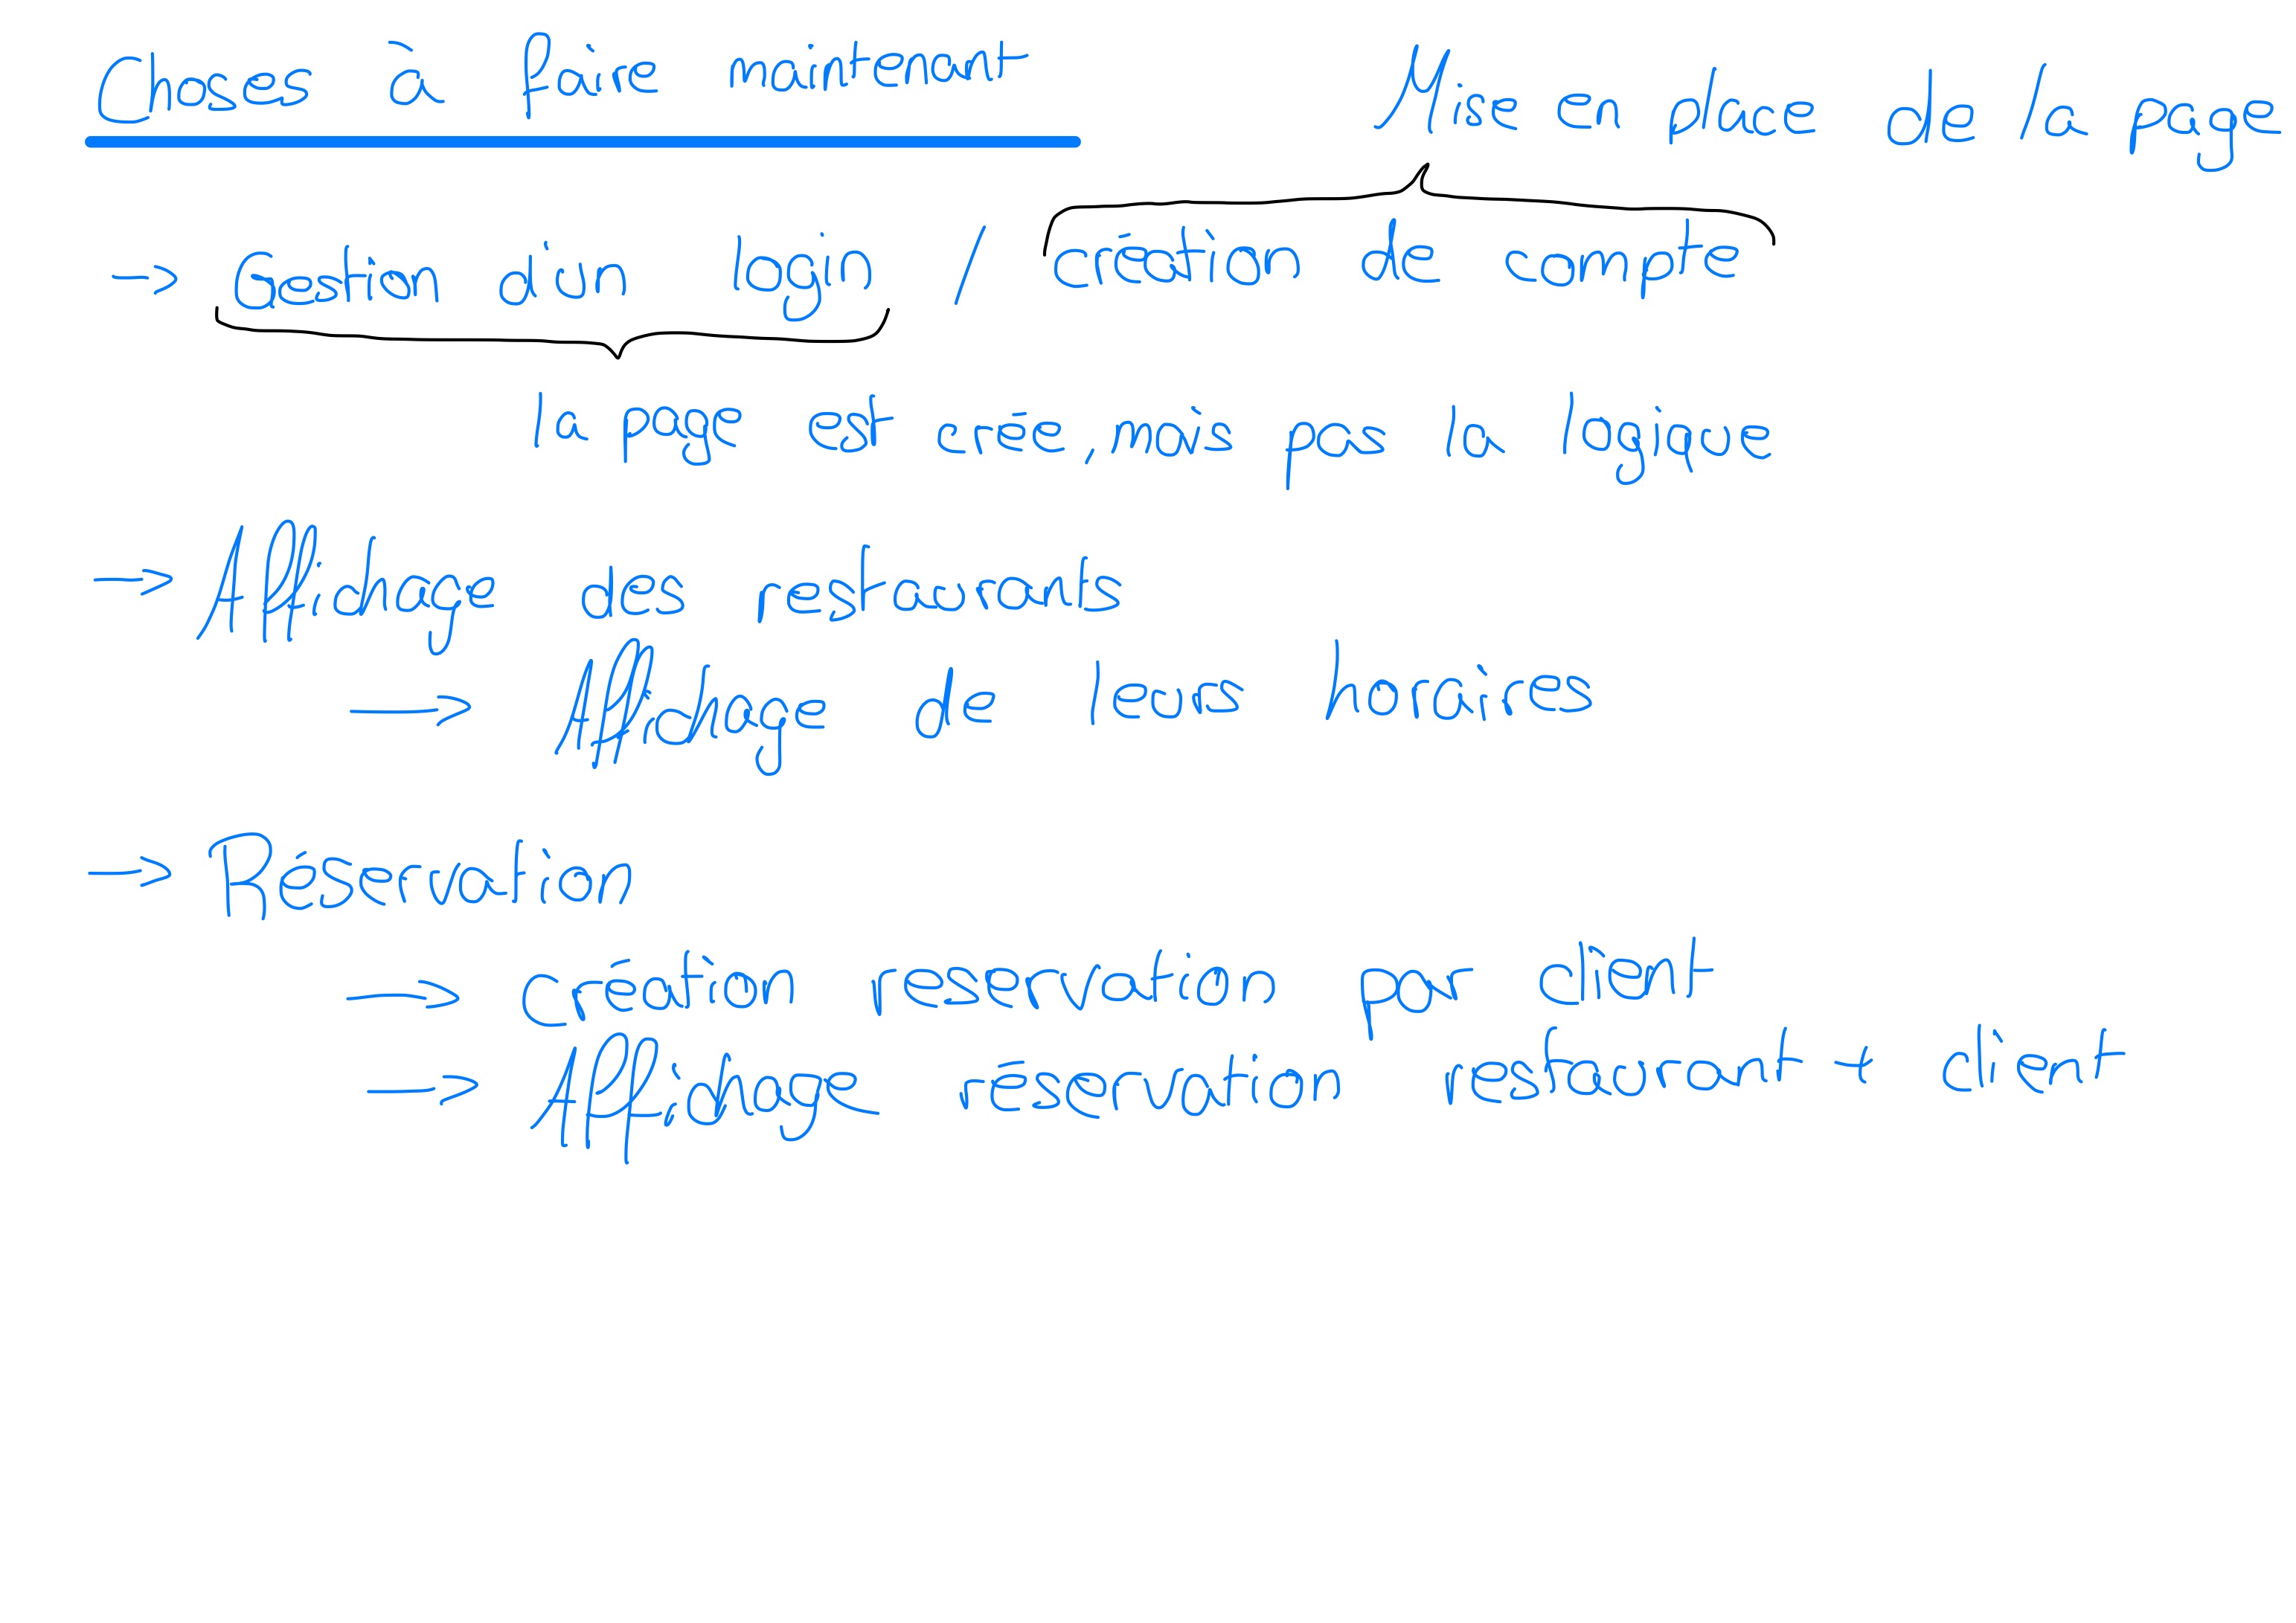 Choses à faire maintenant
Mise en place de la page
→ Gestion d'un login / création de compte
la page est crée, mais pas la logique
→ Affichage des restaurants
→ Affichage de leurs horaires
→ Réservation
→ Création reservation par client
→ Affichage réservation restaurant + client